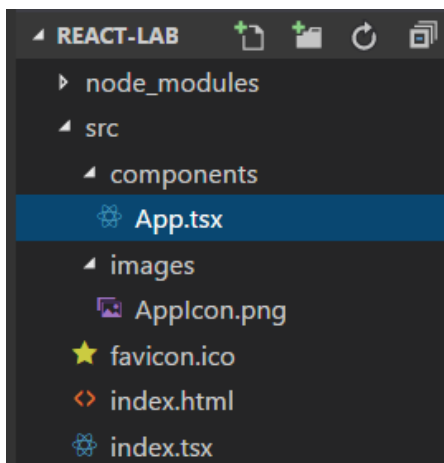 REACT-LAB
node_modules
src
components
App.tsx
images
AppIcon.png
favicon.ico
index.html
index.tsx